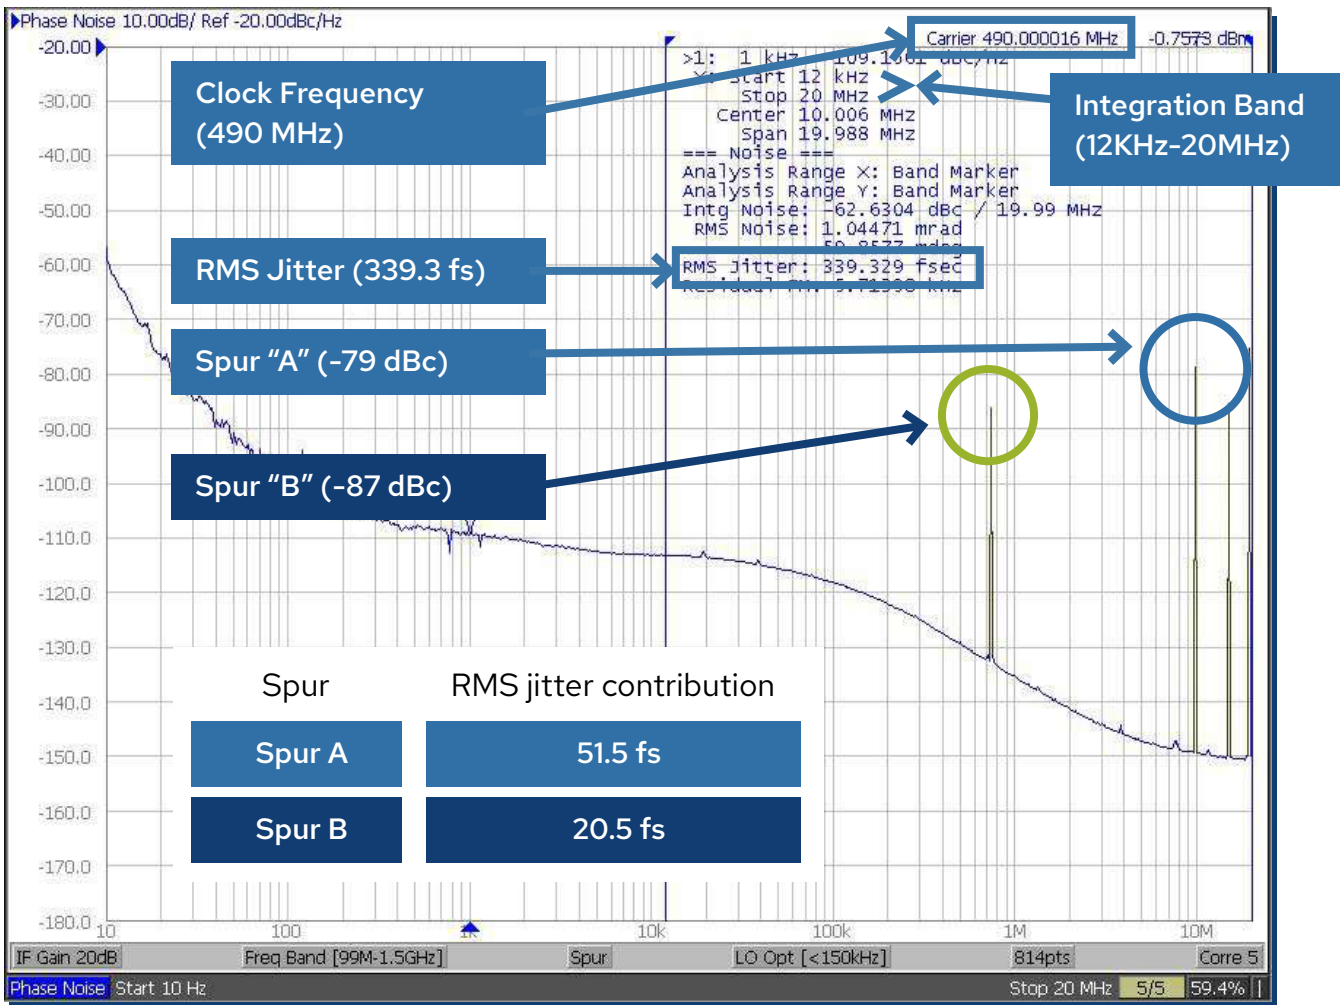 Phase Noise 10.00dB/ Ref -20.00dBc/Hz
Carrier 490.000016 MHz -0.7573 dBm
-20.00
-30.00
-40.00
-50.00
-60.00
-70.00
-80.00
-90.00
-100.0
-110.0
-120.0
-130.0
-140.0
-150.0
-160.0
-170.0
-180.0
>1: 1 kHz
X: Start 12 kHz
Stop 20 MHz
Center 10.006 MHz
Span 19.988 MHz
=== Noise ===
Analysis Range X: Band Marker
Analysis Range Y: Band Marker
Intg Noise: -62.6304 dBc / 19.99 MHz
RMS Noise: 1.04471 mrad
RMS Jitter: 339.329 fsec
Clock Frequency
(490 MHz)
Integration Band
(12KHz-20MHz)
RMS Jitter (339.3 fs)
Spur “A” (-79 dBc)
Spur “B” (-87 dBc)
Spur RMS jitter contribution
Spur A 51.5 fs
Spur B 20.5 fs
10 100 1k 10k 100k 1M 10M
IF Gain 20dB Freq Band [99M-1.5GHz] Spur LO Opt [<150kHz] 814pts Corre 5
Phase Noise Start 10 Hz Stop 20 MHz 5/5 59.4%